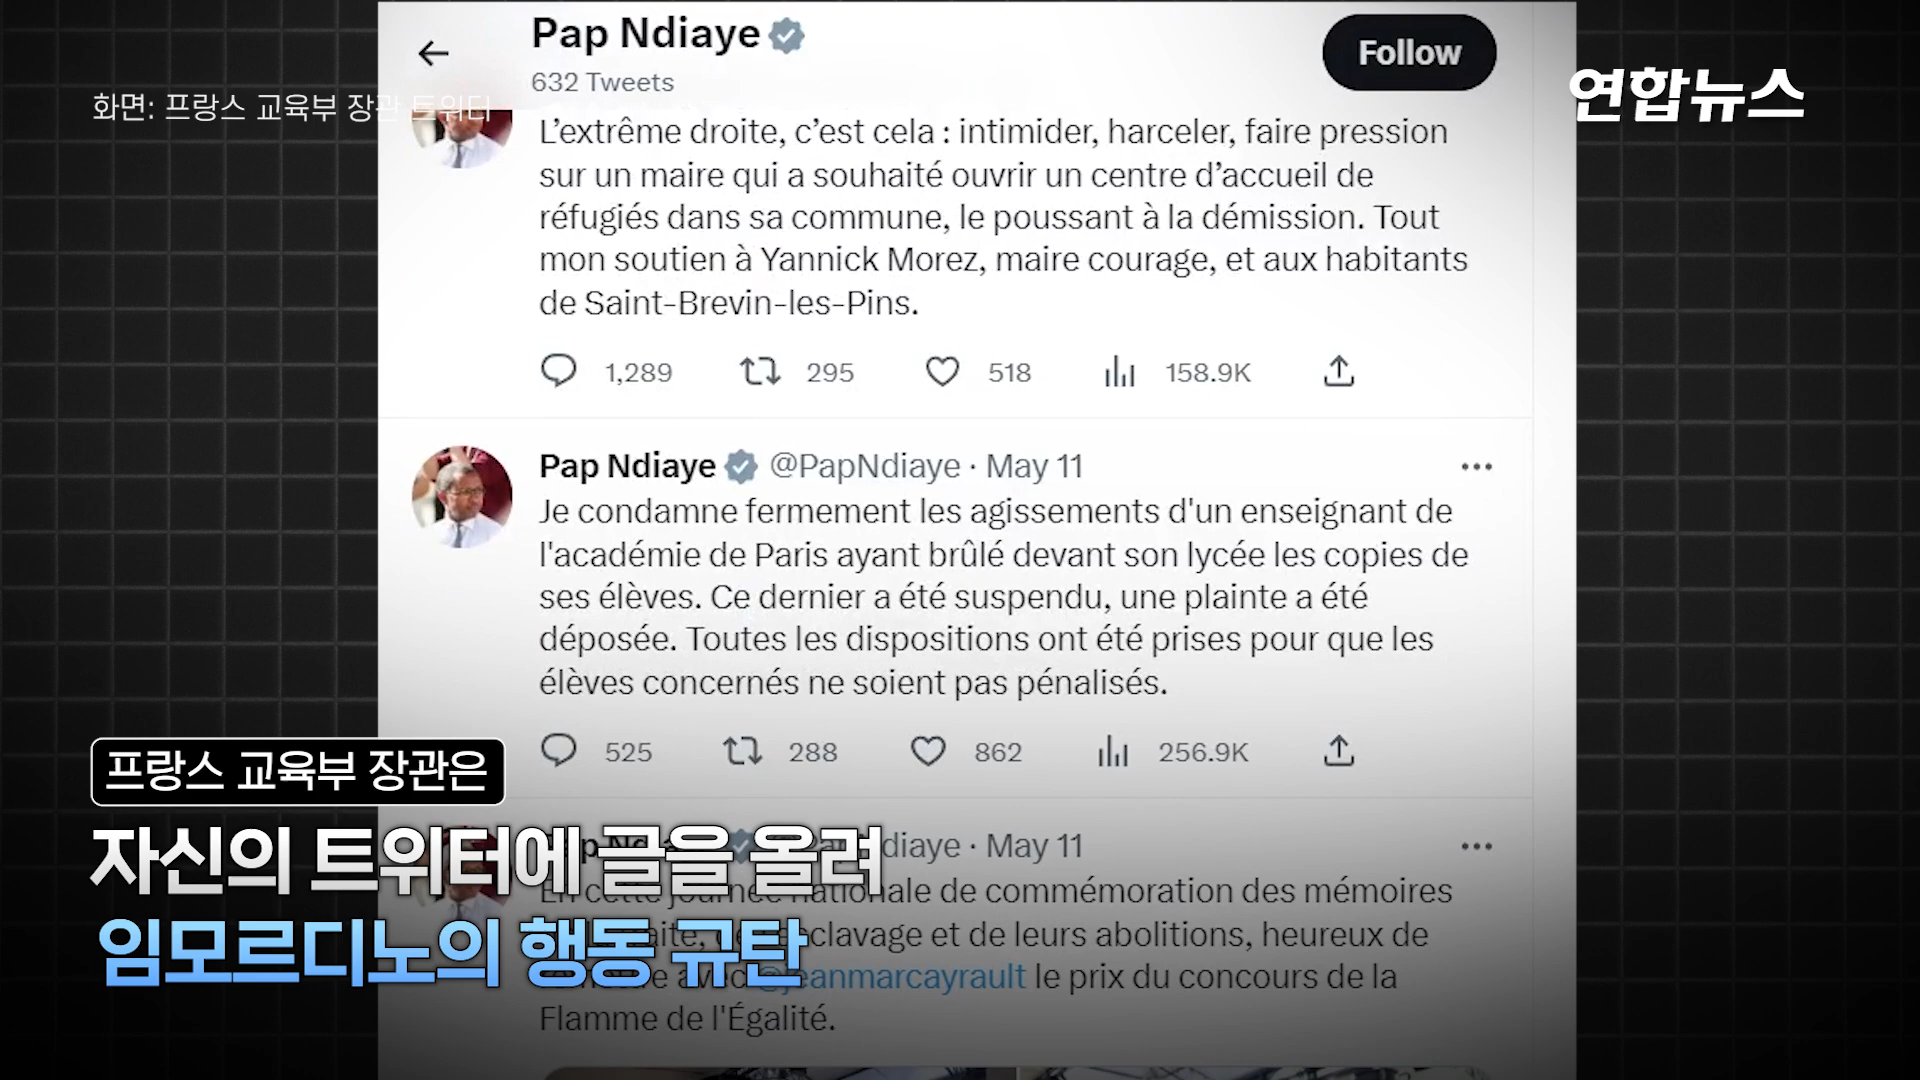 Pap Ndiaye
632 Tweets
Follow
화면: 프랑스 교육부 장관 트위터
연합뉴스
L’extrême droite, c’est cela : intimider, harceler, faire pression
sur un maire qui a souhaité ouvrir un centre d’accueil de
réfugiés dans sa commune, le poussant à la démission. Tout
mon soutien à Yannick Morez, maire courage, et aux habitants
de Saint-Brevin-les-Pins.
1,289 295 518 158.9K
Pap Ndiaye @PapNdiaye · May 11
Je condamne fermement les agissements d'un enseignant de
l'académie de Paris ayant brûlé devant son lycée les copies de
ses élèves. Ce dernier a été suspendu, une plainte a été
déposée. Toutes les dispositions ont été prises pour que les
élèves concernés ne soient pas pénalisés.
525 288 862 256.9K
프랑스 교육부 장관은
자신의 트위터에 글을 올려
임모르디노의 행동 규탄
· May 11
En cette journée nationale de commémoration des mémoires
et de leurs abolitions, heureux de
@jeanmarcayrault le prix du concours de la
Flamme de l'Égalité.